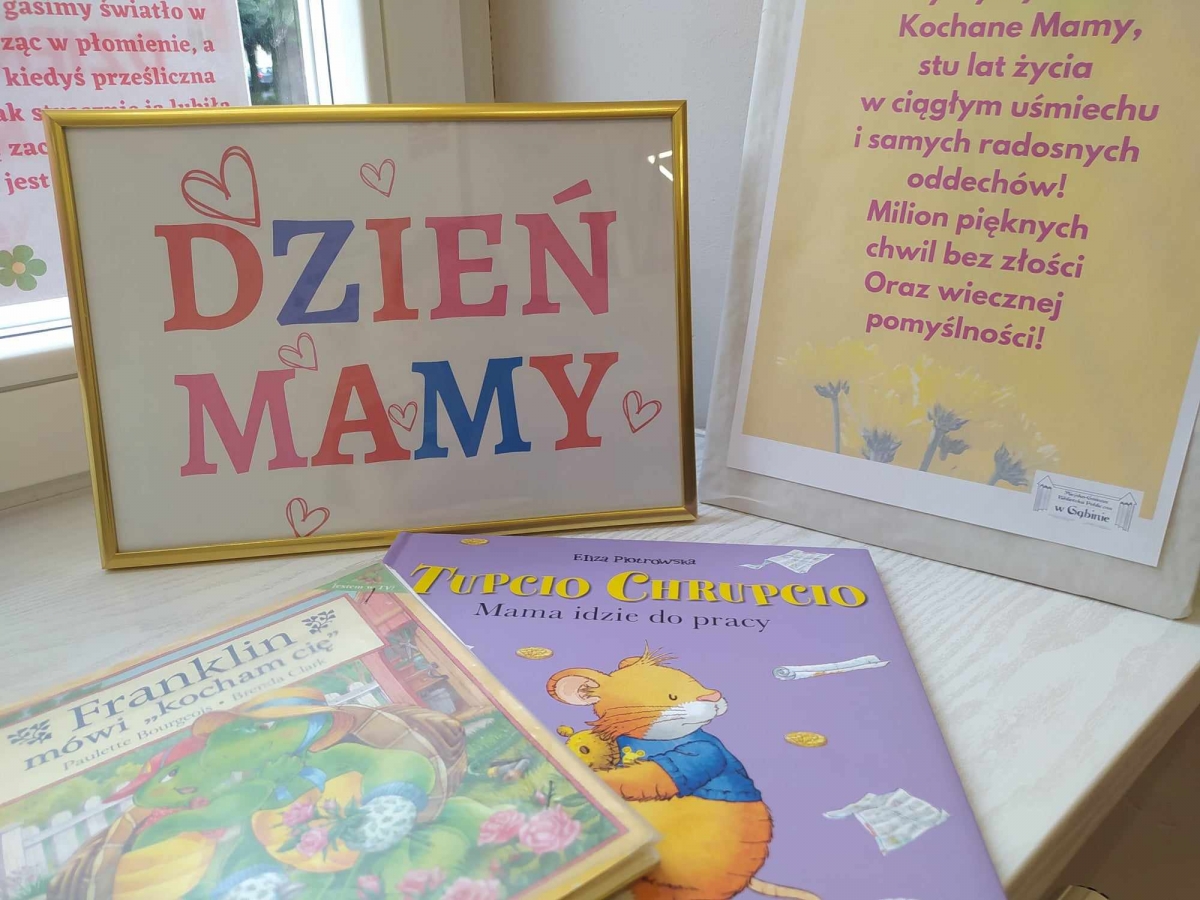 gasimy światło w
ząc w płomienie, a
kiedyś prześliczna
jest
DZIEŃ
MAMY
Kochane Mamy,
stu lat życia
w ciągłym uśmiechu
i samych radosnych
oddechów!
Milion pięknych
chwil bez złości
Oraz wiecznej
pomyślności!
Biblioteka Publiczna
w Gąbinie
Eliza Piotrowska
TUPCIO CHRUPCIO
Mama idzie do pracy
Franklin
mówi „kocham cię”
Paulette Bourgeois • Brenda Clark